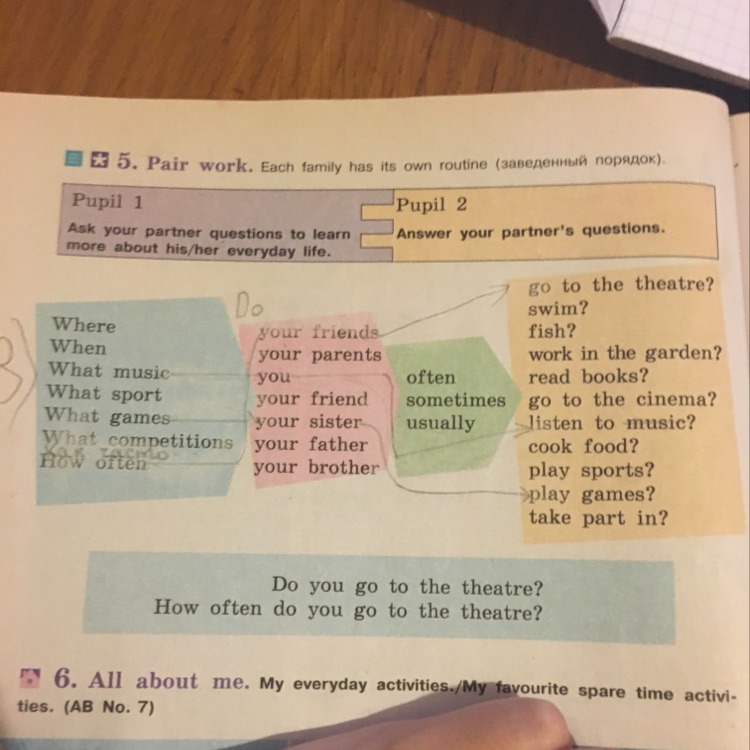 5. Pair work. Each family has its own routine (заведенный порядок).
Pupil 1
Ask your partner questions to learn
more about his/her everyday life.
Pupil 2
Answer your partner's questions.
Do
Where
When
What music
What sport
What games
What competitions
How often
your friends
your parents
you
your friend
your sister
your father
your brother
often
sometimes
usually
go to the theatre?
swim?
fish?
work in the garden?
read books?
go to the cinema?
listen to music?
cook food?
play sports?
play games?
take part in?
Do you go to the theatre?
How often do you go to the theatre?
6. All about me. My everyday activities./My favourite spare time activi-
ties. (AB No. 7)